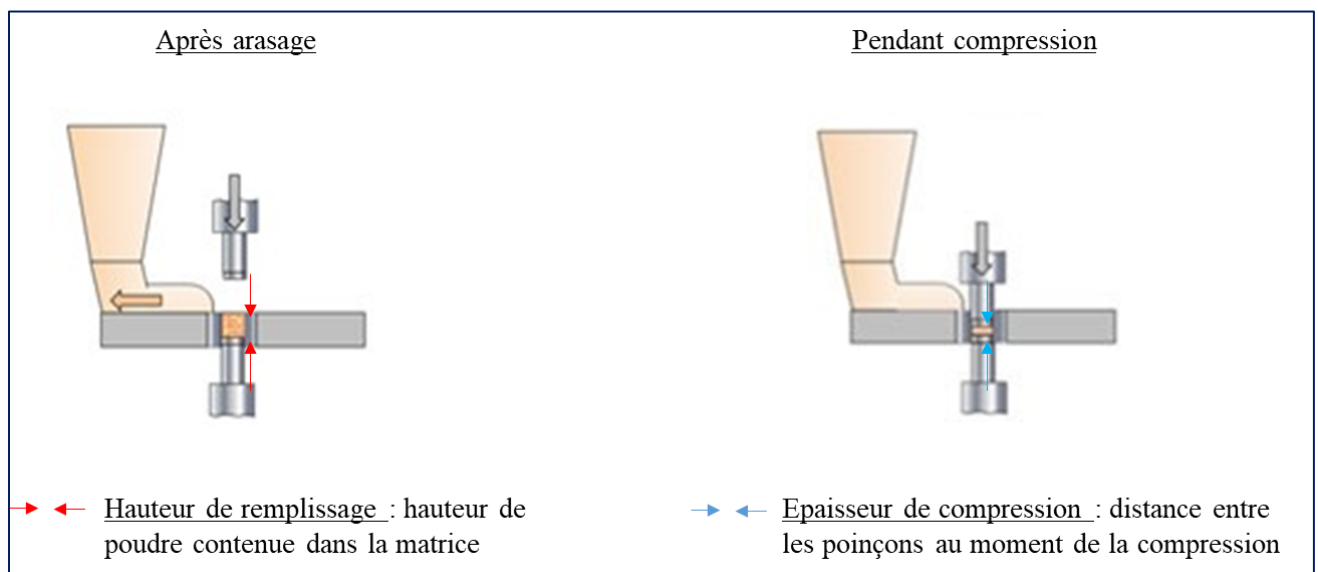 Après arasage
Pendant compression
Hauteur de remplissage : hauteur de
poudre contenue dans la matrice
Epaisseur de compression : distance entre
les poinçons au moment de la compression